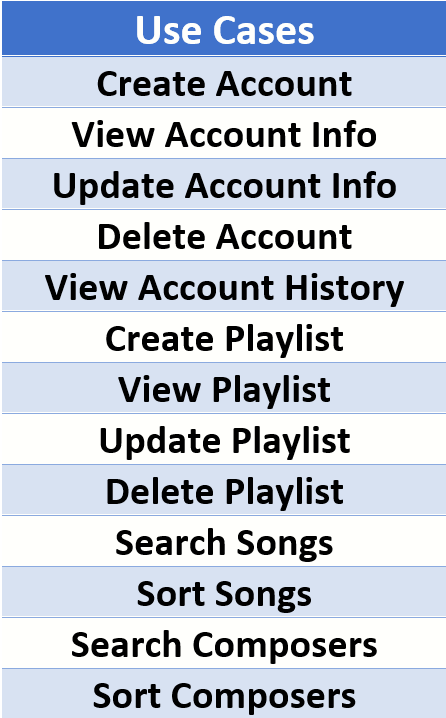 Use Cases
Create Account
View Account Info
Update Account Info
Delete Account
View Account History
Create Playlist
View Playlist
Update Playlist
Delete Playlist
Search Songs
Sort Songs
Search Composers
Sort Composers